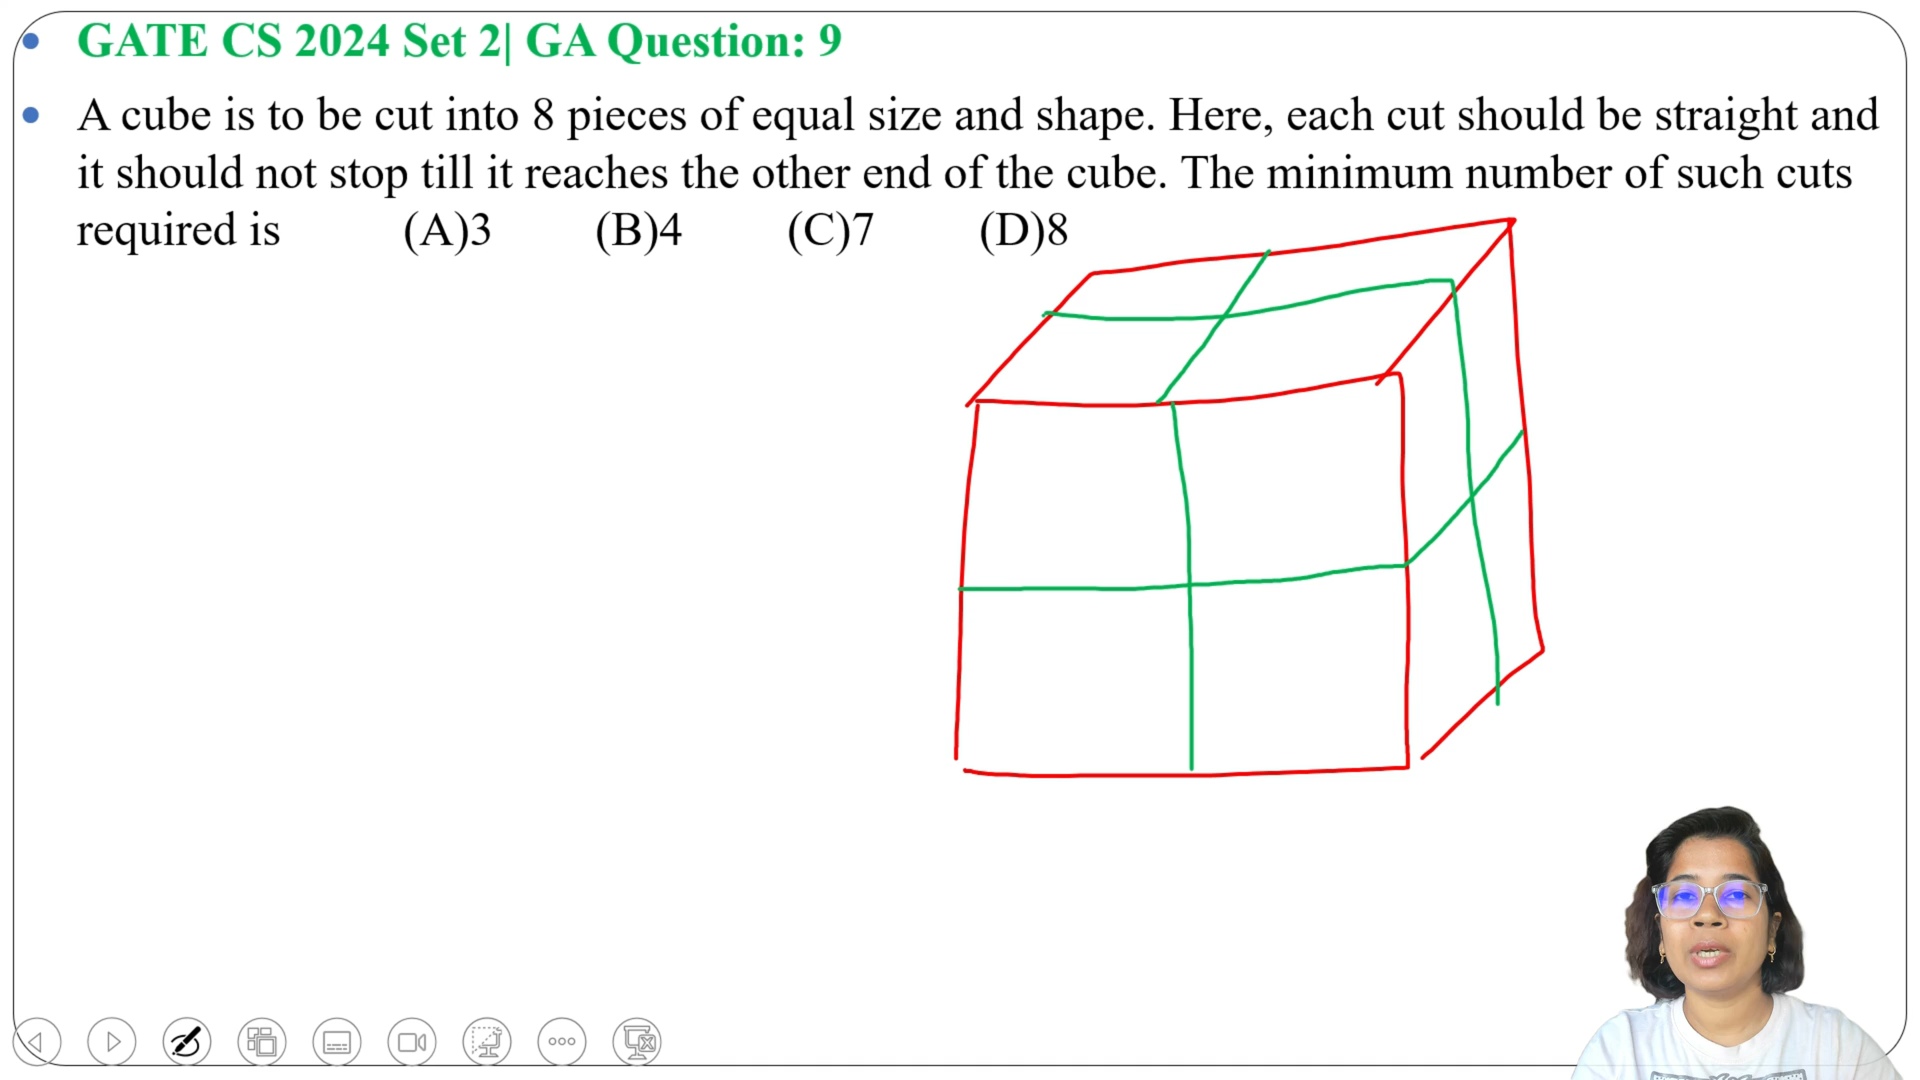 GATE CS 2024 Set 2| GA Question: 9
A cube is to be cut into 8 pieces of equal size and shape. Here, each cut should be straight and
it should not stop till it reaches the other end of the cube. The minimum number of such cuts
required is (A)3 (B)4 (C)7 (D)8